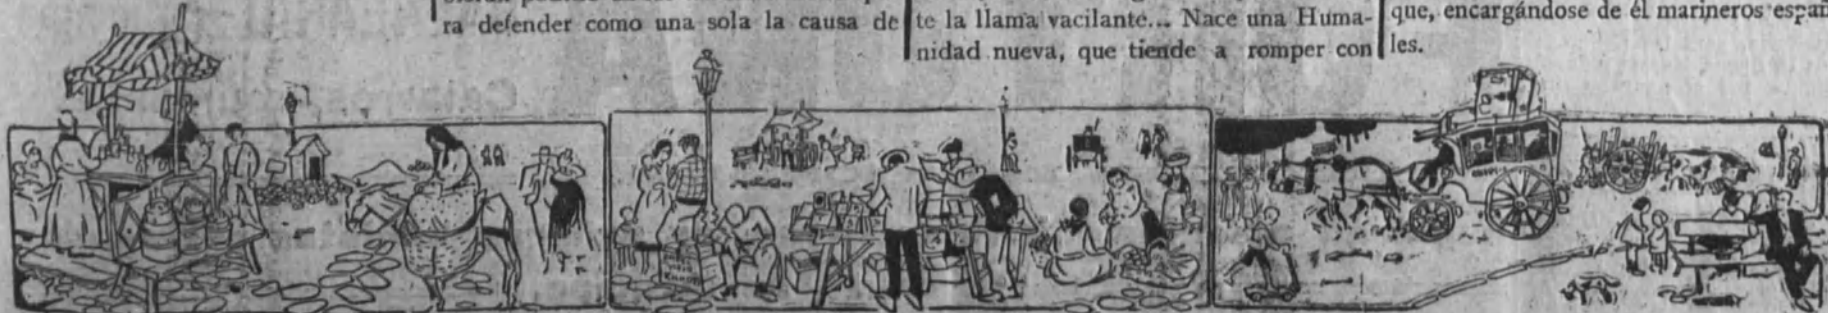 ra defender como una sola la causa de
te la llama vacilante... Nace una Huma-
nidad nueva, que tiende a romper con
que, encargándose de él marineros españ
les.